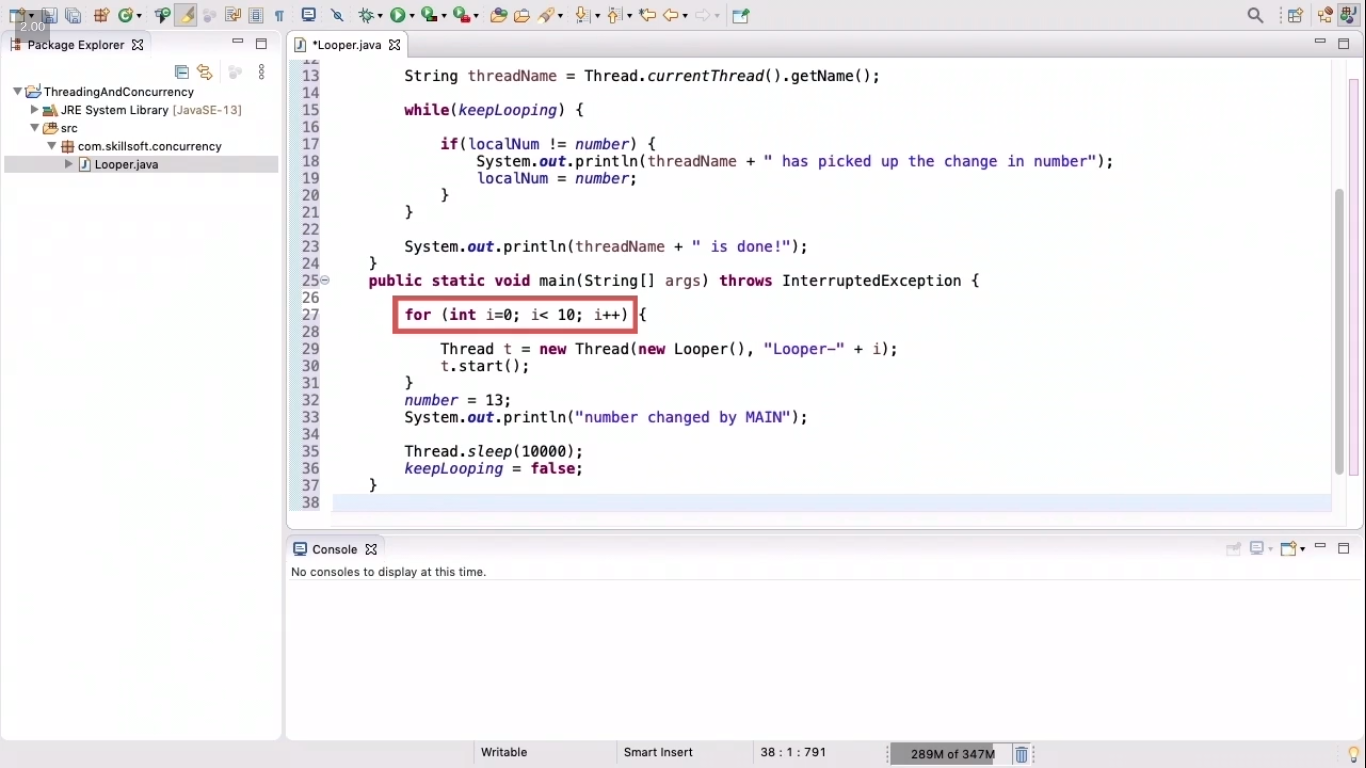 2.00
Package Explorer
*Looper.java
ThreadingAndConcurrency
JRE System Library [JavaSE-13]
src
com.skillsoft.concurrency
Looper.java
12
13 String threadName = Thread.currentThread().getName();
14
15 while(keepLooping) {
16
17 if(localNum != number) {
18 System.out.println(threadName + " has picked up the change in number");
19 localNum = number;
20 }
21 }
22
23 System.out.println(threadName + " is done!");
24 }
25 public static void main(String[] args) throws InterruptedException {
26
27 for (int i=0; i< 10; i++) {
28
29 Thread t = new Thread(new Looper(), "Looper-" + i);
30 t.start();
31 }
32 number = 13;
33 System.out.println("number changed by MAIN");
34
35 Thread.sleep(10000);
36 keepLooping = false;
37 }
38
Console
No consoles to display at this time.
Writable
Smart Insert
38 : 1 : 791
289M of 347M